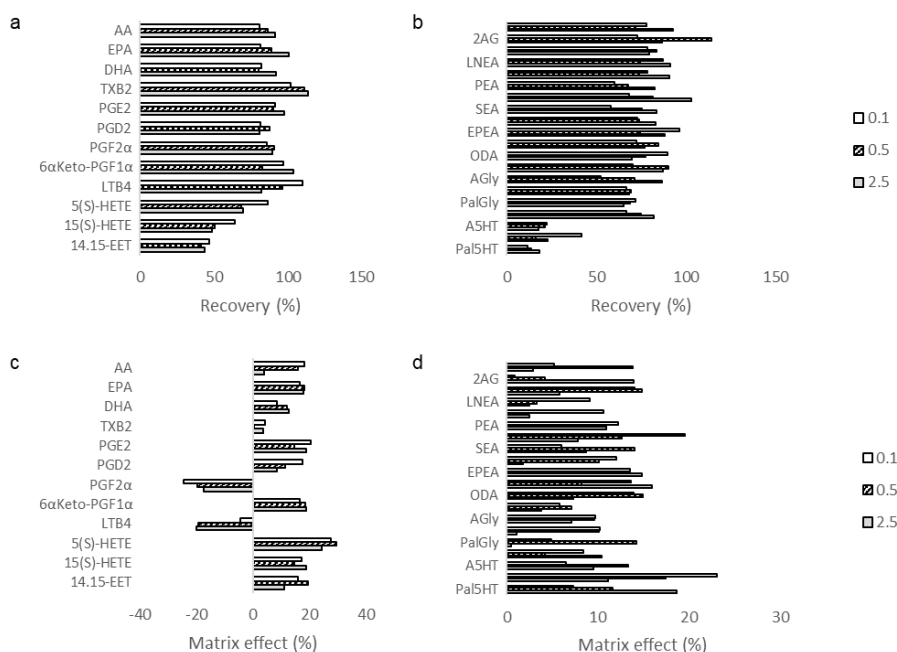 a
AA
EPA
DHA
TXB2
PGE2
PGD2
PGF2α
6αKeto-PGF1α
LTB4
5(S)-HETE
15(S)-HETE
14.15-EET
0
50
100
150
Recovery (%)
b
2AG
LNEA
PEA
SEA
EPEA
ODA
AGly
PalGly
A5HT
Pal5HT
0
50
100
150
Recovery (%)
0.1
0.5
2.5
c
AA
EPA
DHA
TXB2
PGE2
PGD2
PGF2α
6αKeto-PGF1α
LTB4
5(S)-HETE
15(S)-HETE
14.15-EET
-40
-20
0
20
40
Matrix effect (%)
d
2AG
LNEA
PEA
SEA
EPEA
ODA
AGly
PalGly
A5HT
Pal5HT
0
10
20
30
Matrix effect (%)
0.1
0.5
2.5